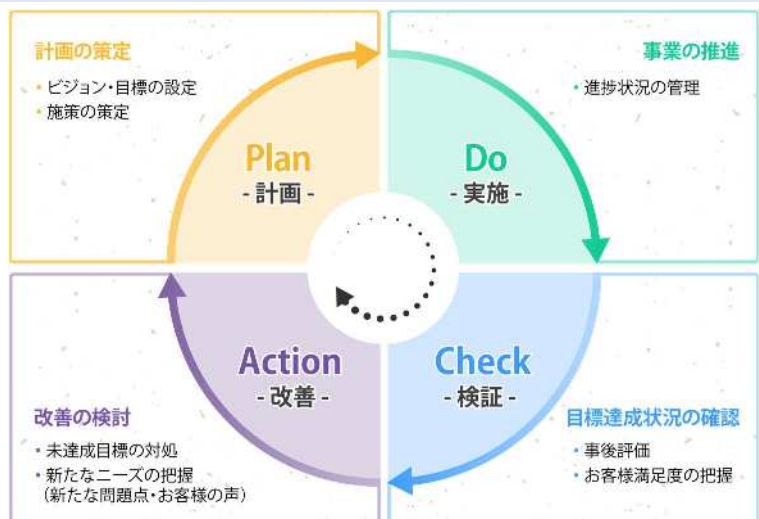 計画の策定
・ビジョン・目標の設定
・施策の策定
Plan
- 計画 -
事業の推進
・進捗状況の管理
Do
- 実施 -
Action
- 改善 -
改善の検討
・未達成目標の対処
・新たなニーズの把握
（新たな問題点・お客様の声）
Check
- 検証 -
目標達成状況の確認
・事後評価
・お客様満足度の把握